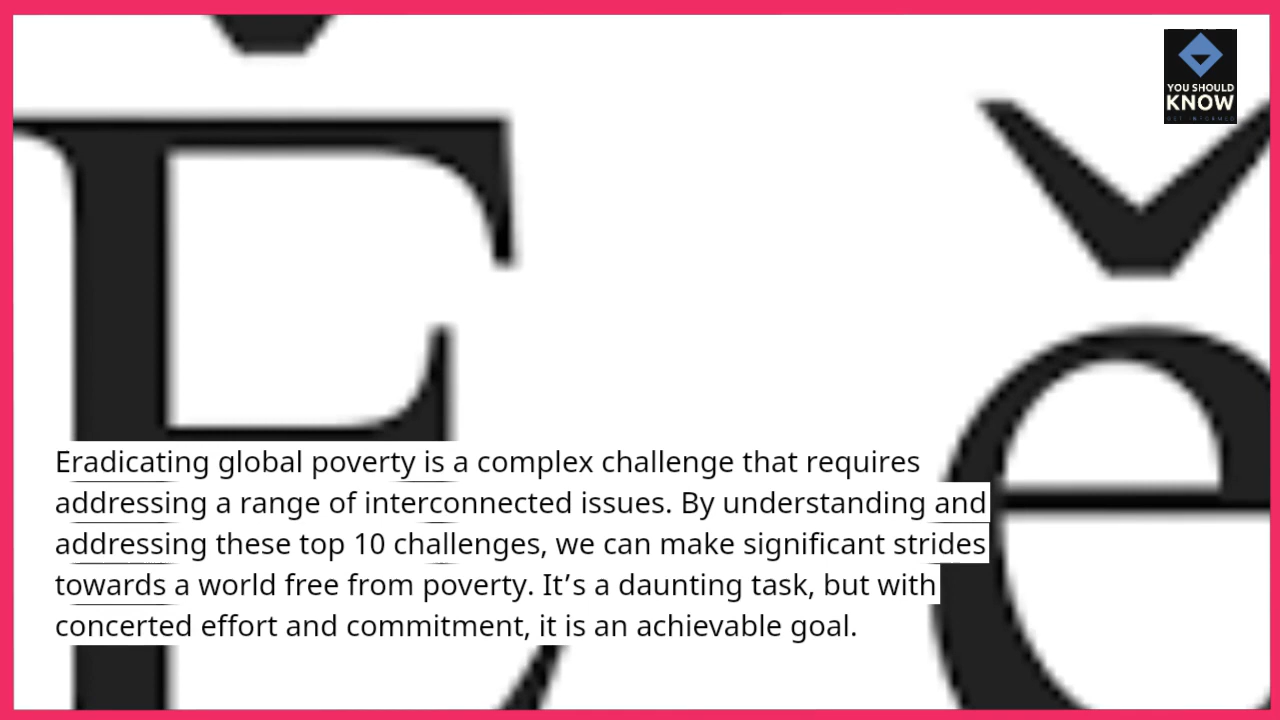 YOU SHOULD
KNOW
GET INFORMED
Ě ě
Eradicating global poverty is a complex challenge that requires
addressing a range of interconnected issues. By understanding and
addressing these top 10 challenges, we can make significant strides
towards a world free from poverty. It’s a daunting task, but with
concerted effort and commitment, it is an achievable goal.